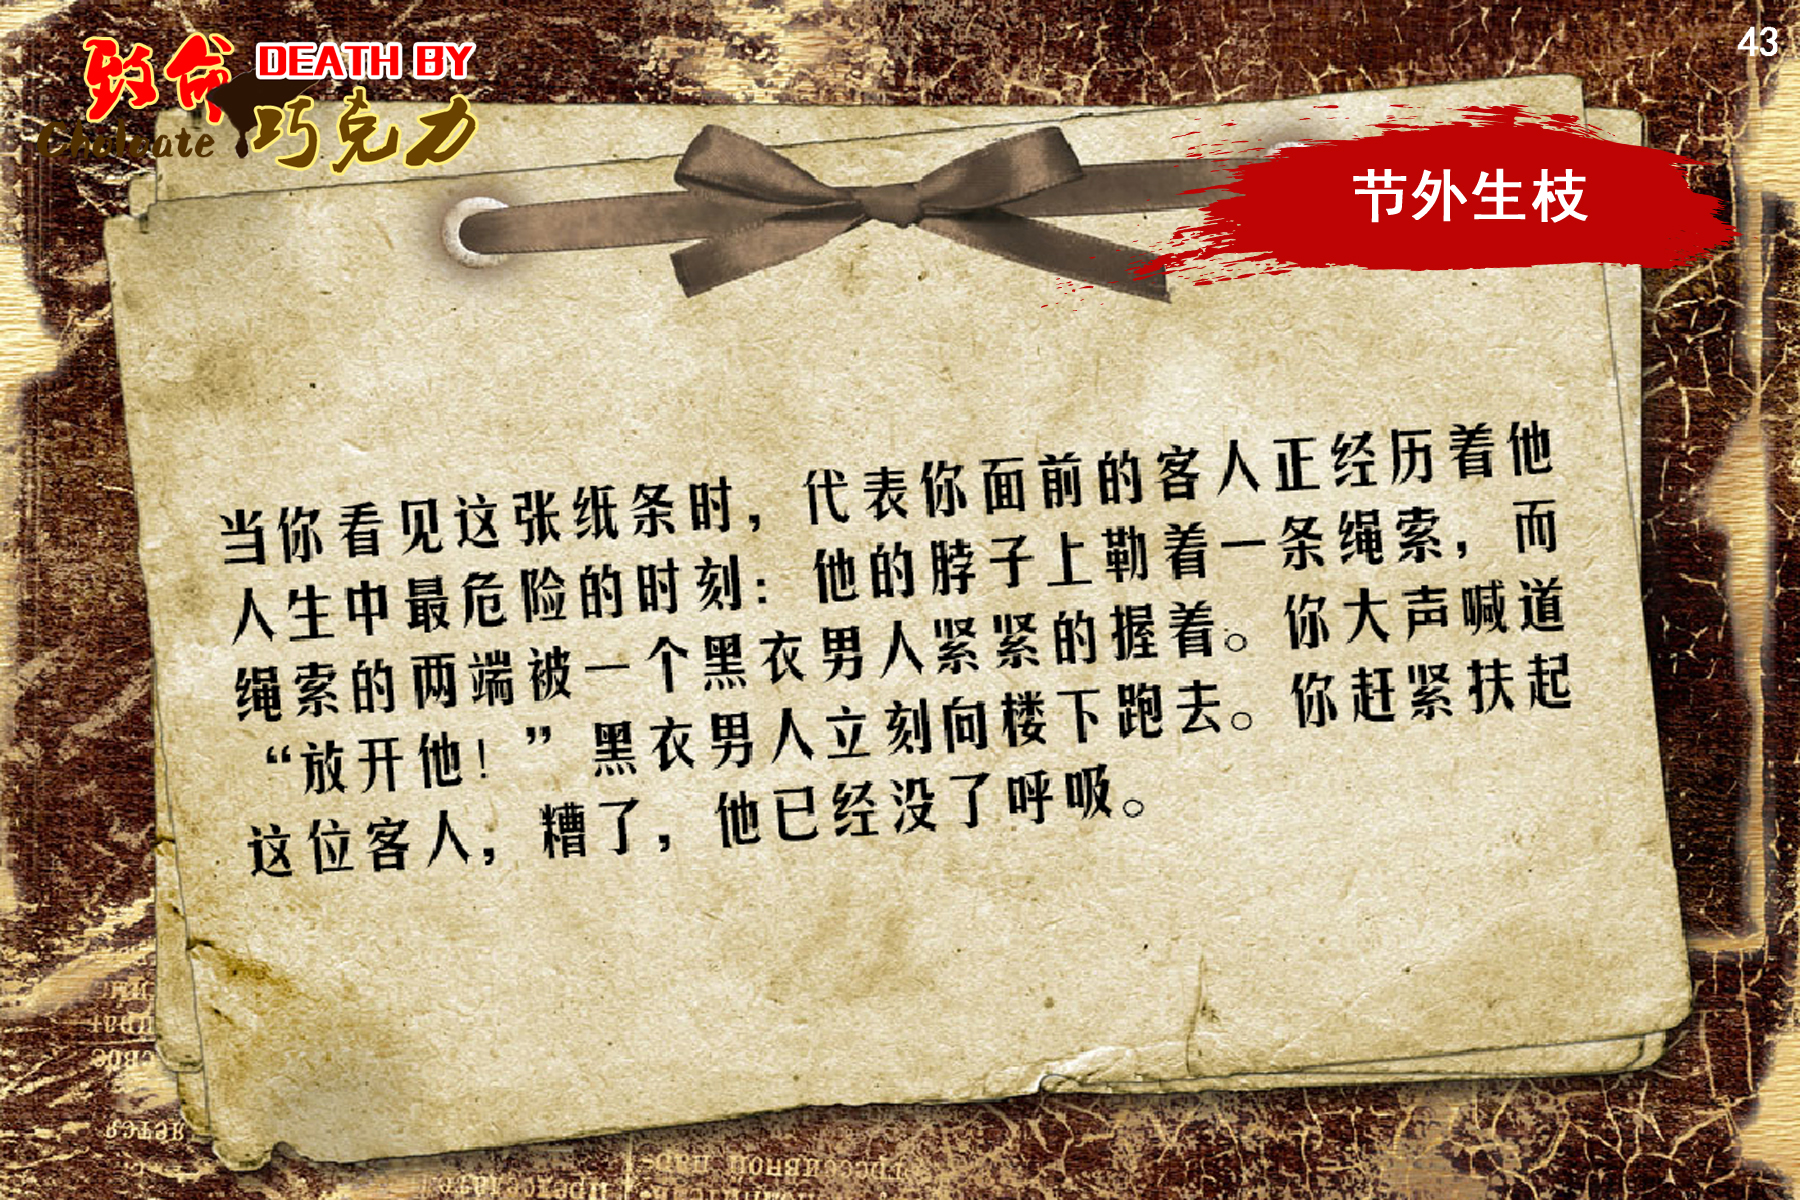 43
致命 DEATH BY
Choloate 巧克力
节外生枝
当你看见这张纸条时，代表你面前的客人正经历着他
人生中最危险的时刻：他的脖子上勒着一条绳索，而
绳索的两端被一个黑衣男人紧紧的握着。你大声喊道
“放开他！”黑衣男人立刻向楼下跑去。你赶紧扶起
这位客人，糟了，他已经没了呼吸。